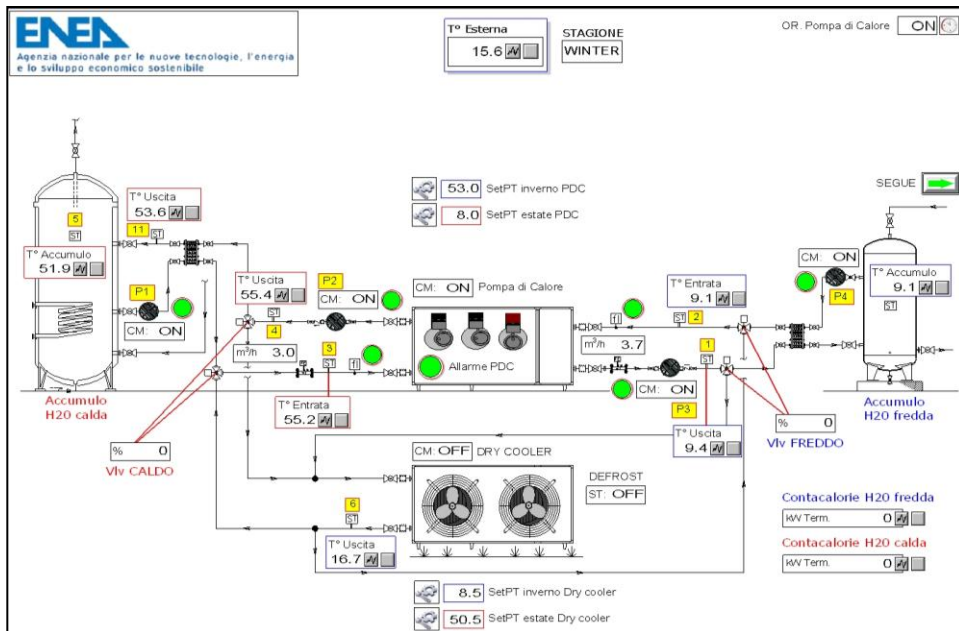 ENEA
Agenzia nazionale per le nuove tecnologie, l'energia
e lo sviluppo economico sostenibile
T° Esterna
15.6
STAGIONE
WINTER
OR. Pompa di Calore ON
53.0 SetPT inverno PDC
8.0 SetPT estate PDC
SEGUE
T° Uscita
53.6
11
ST
5
ST
T° Accumulo
51.9
P1
CM: ON
T° Uscita
55.4
P2
CM: ON
ST
4
CM: ON Pompa di Calore
T° Entrata
9.1
fl
2
ST
CM: ON
P4
T° Accumulo
9.1
ST
m³/h 3.0
3
ST
fl
Allarme PDC
m³/h 3.7
1
ST
CM: ON
P3
Accumulo
H20 calda
T° Entrata
55.2
T° Uscita
9.4
Accumulo
H20 fredda
% 0
Vlv CALDO
% 0
Vlv FREDDO
CM: OFF DRY COOLER
DEFROST
ST: OFF
6
ST
T° Uscita
16.7
Contacalorie H20 fredda
kW Term. 0
Contacalorie H20 calda
kW Term. 0
8.5 SetPT inverno Dry cooler
50.5 SetPT estate Dry cooler